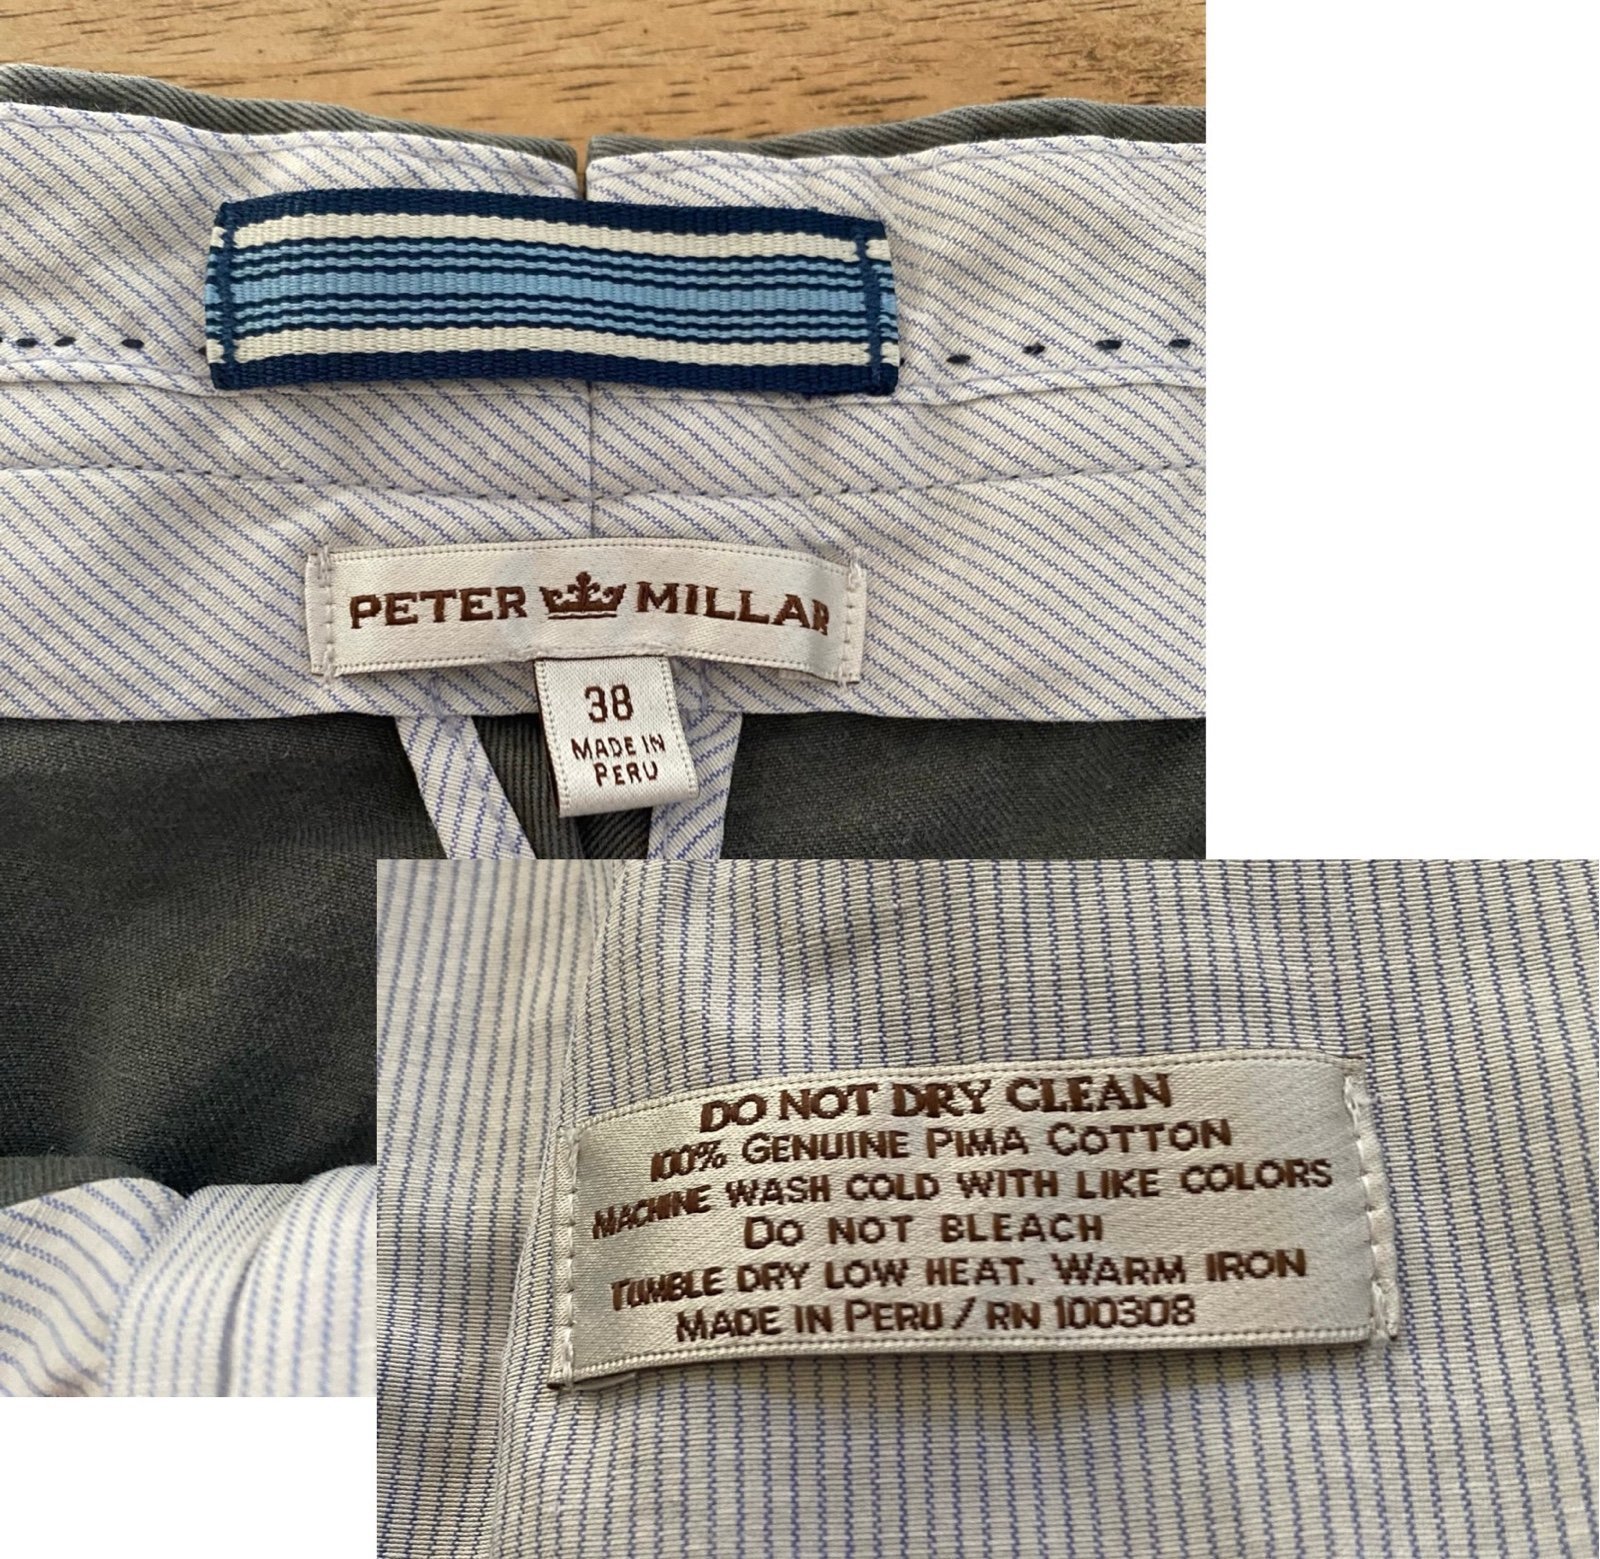 PETER MILLAR
38
MADE IN
PERU
DO NOT DRY CLEAN
100% GENUINE PIMA COTTON
MACHINE WASH COLD WITH LIKE COLORS
DO NOT BLEACH
TUMBLE DRY LOW HEAT. WARM IRON
MADE IN PERU / RN 100308